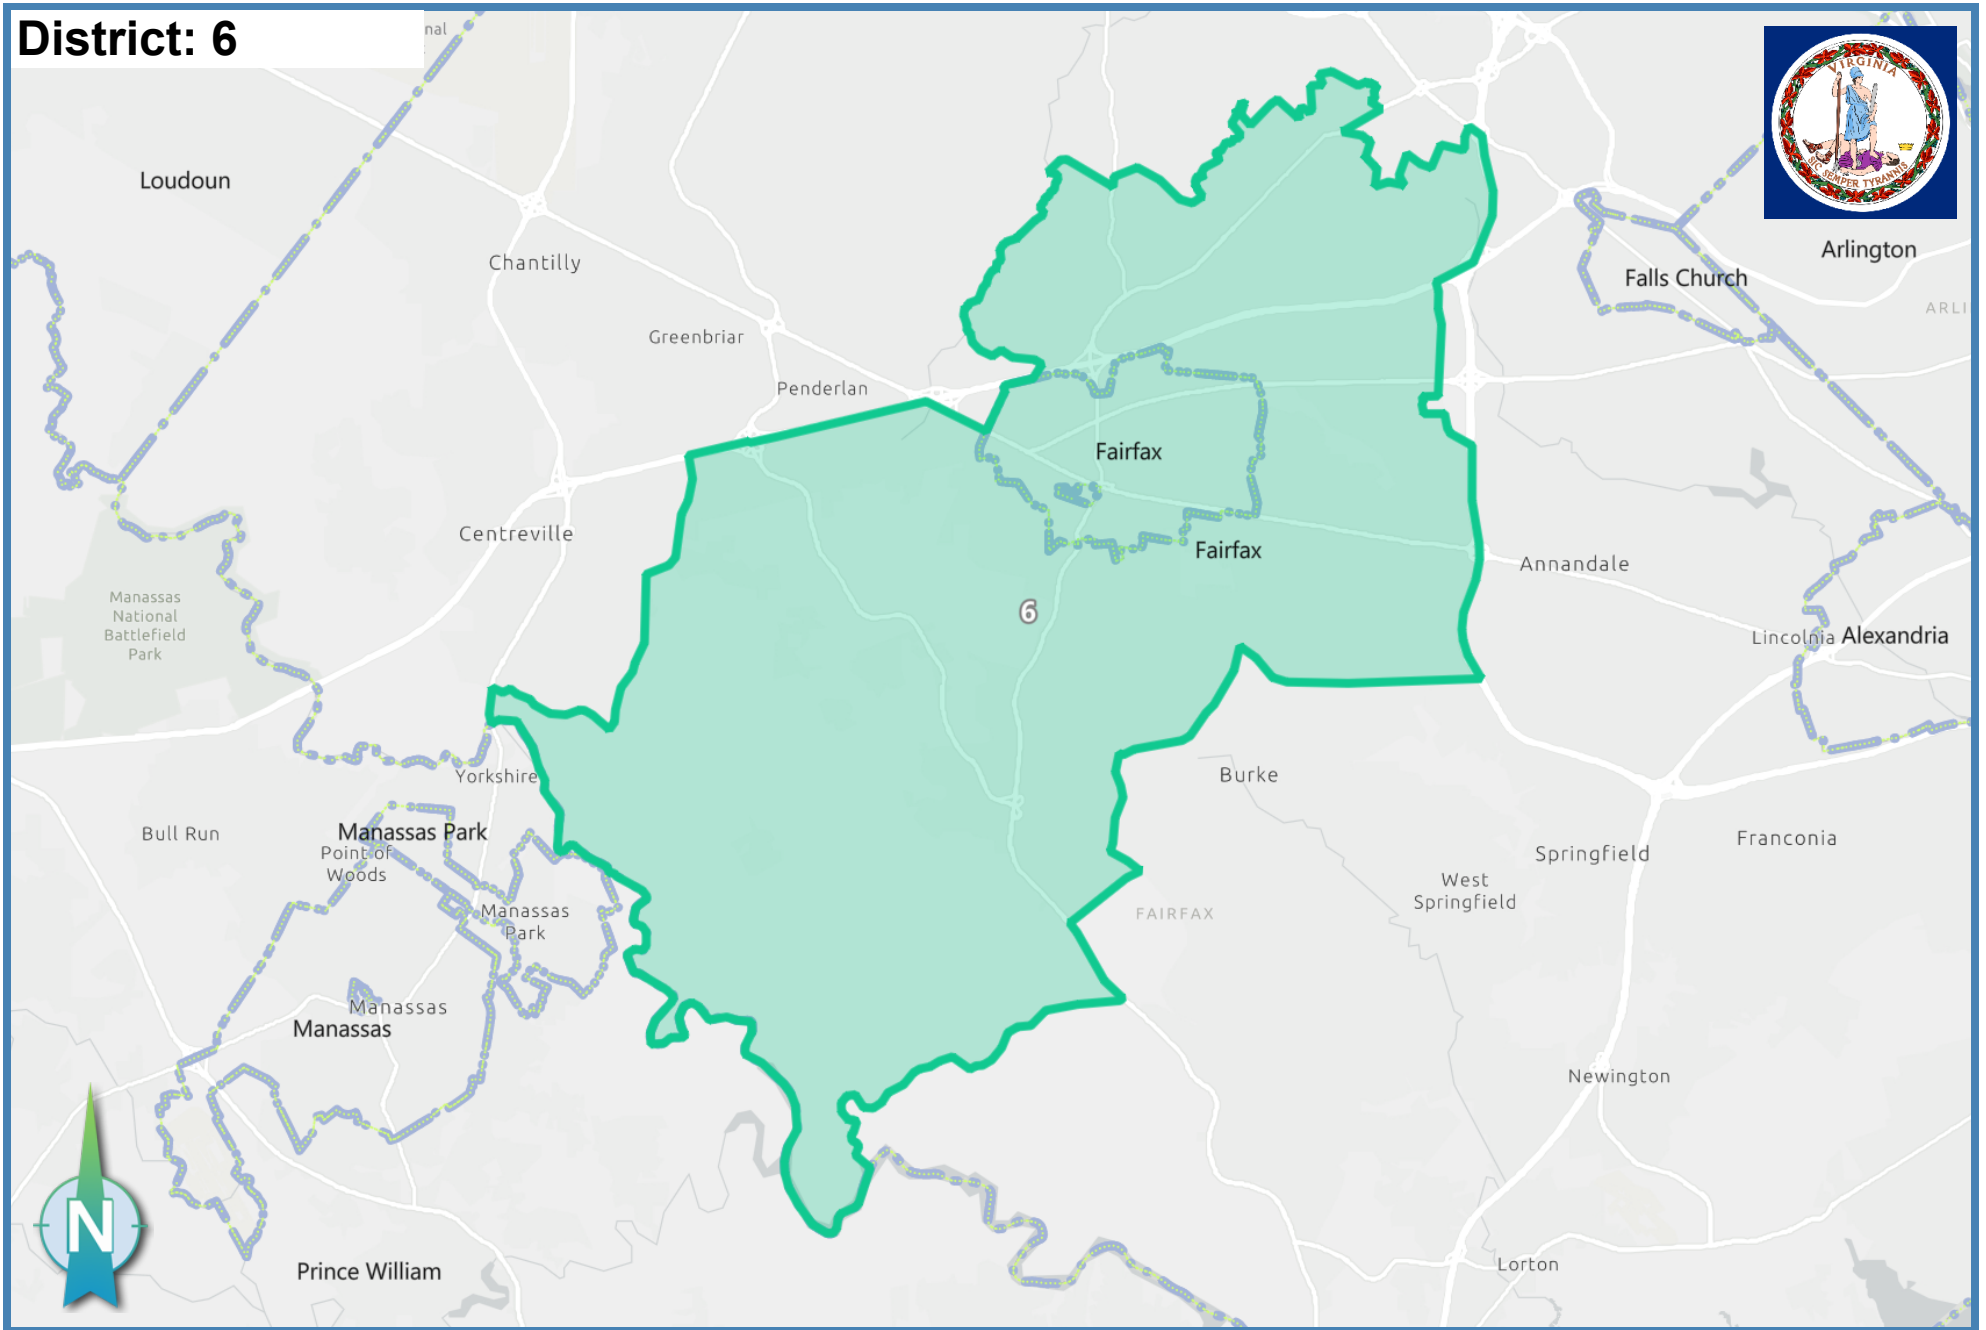 District: 6
nal
VIRGINIA
SIC SEMPER TYRANNIS
Loudoun
Arlington
Chantilly
Falls Church
ARLI
Greenbriar
Penderlan
Fairfax
Centreville
Fairfax
Annandale
Manassas
National
Battlefield
Park
6
Lincolnia
Alexandria
Yorkshire
Burke
Bull Run
Manassas Park
Point of
Woods
Franconia
Springfield
West
Springfield
Manassas
Park
FAIRFAX
Manassas
Manassas
Newington
N
Prince William
Lorton